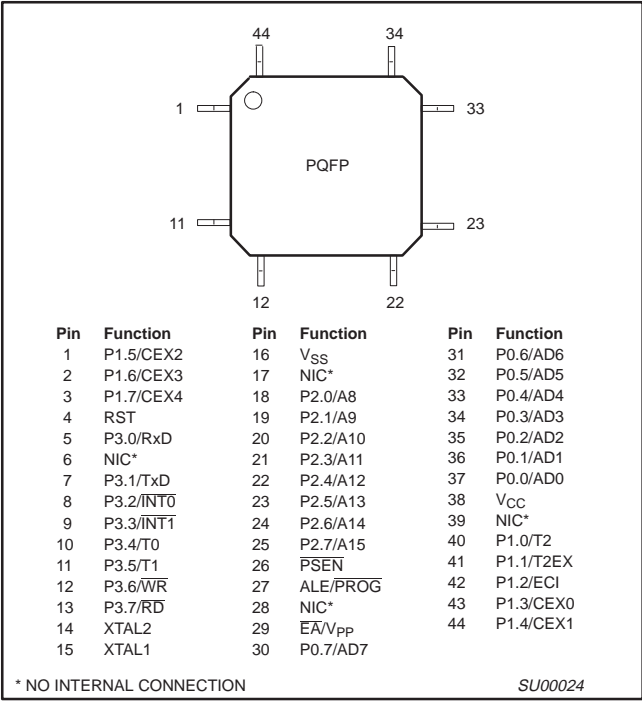 44 34
1 33
PQFP
11 23
12 22
Pin Function Pin Function Pin Function
1 P1.5/CEX2 16 VSS 31 P0.6/AD6
2 P1.6/CEX3 17 NIC* 32 P0.5/AD5
3 P1.7/CEX4 18 P2.0/A8 33 P0.4/AD4
4 RST 19 P2.1/A9 34 P0.3/AD3
5 P3.0/RxD 20 P2.2/A10 35 P0.2/AD2
6 NIC* 21 P2.3/A11 36 P0.1/AD1
7 P3.1/TxD 22 P2.4/A12 37 P0.0/AD0
8 P3.2/INT0 23 P2.5/A13 38 VCC
9 P3.3/INT1 24 P2.6/A14 39 NIC*
10 P3.4/T0 25 P2.7/A15 40 P1.0/T2
11 P3.5/T1 26 PSEN 41 P1.1/T2EX
12 P3.6/WR 27 ALE/PROG 42 P1.2/ECI
13 P3.7/RD 28 NIC* 43 P1.3/CEX0
14 XTAL2 29 EA/VPP 44 P1.4/CEX1
15 XTAL1 30 P0.7/AD7
* NO INTERNAL CONNECTION SU00024